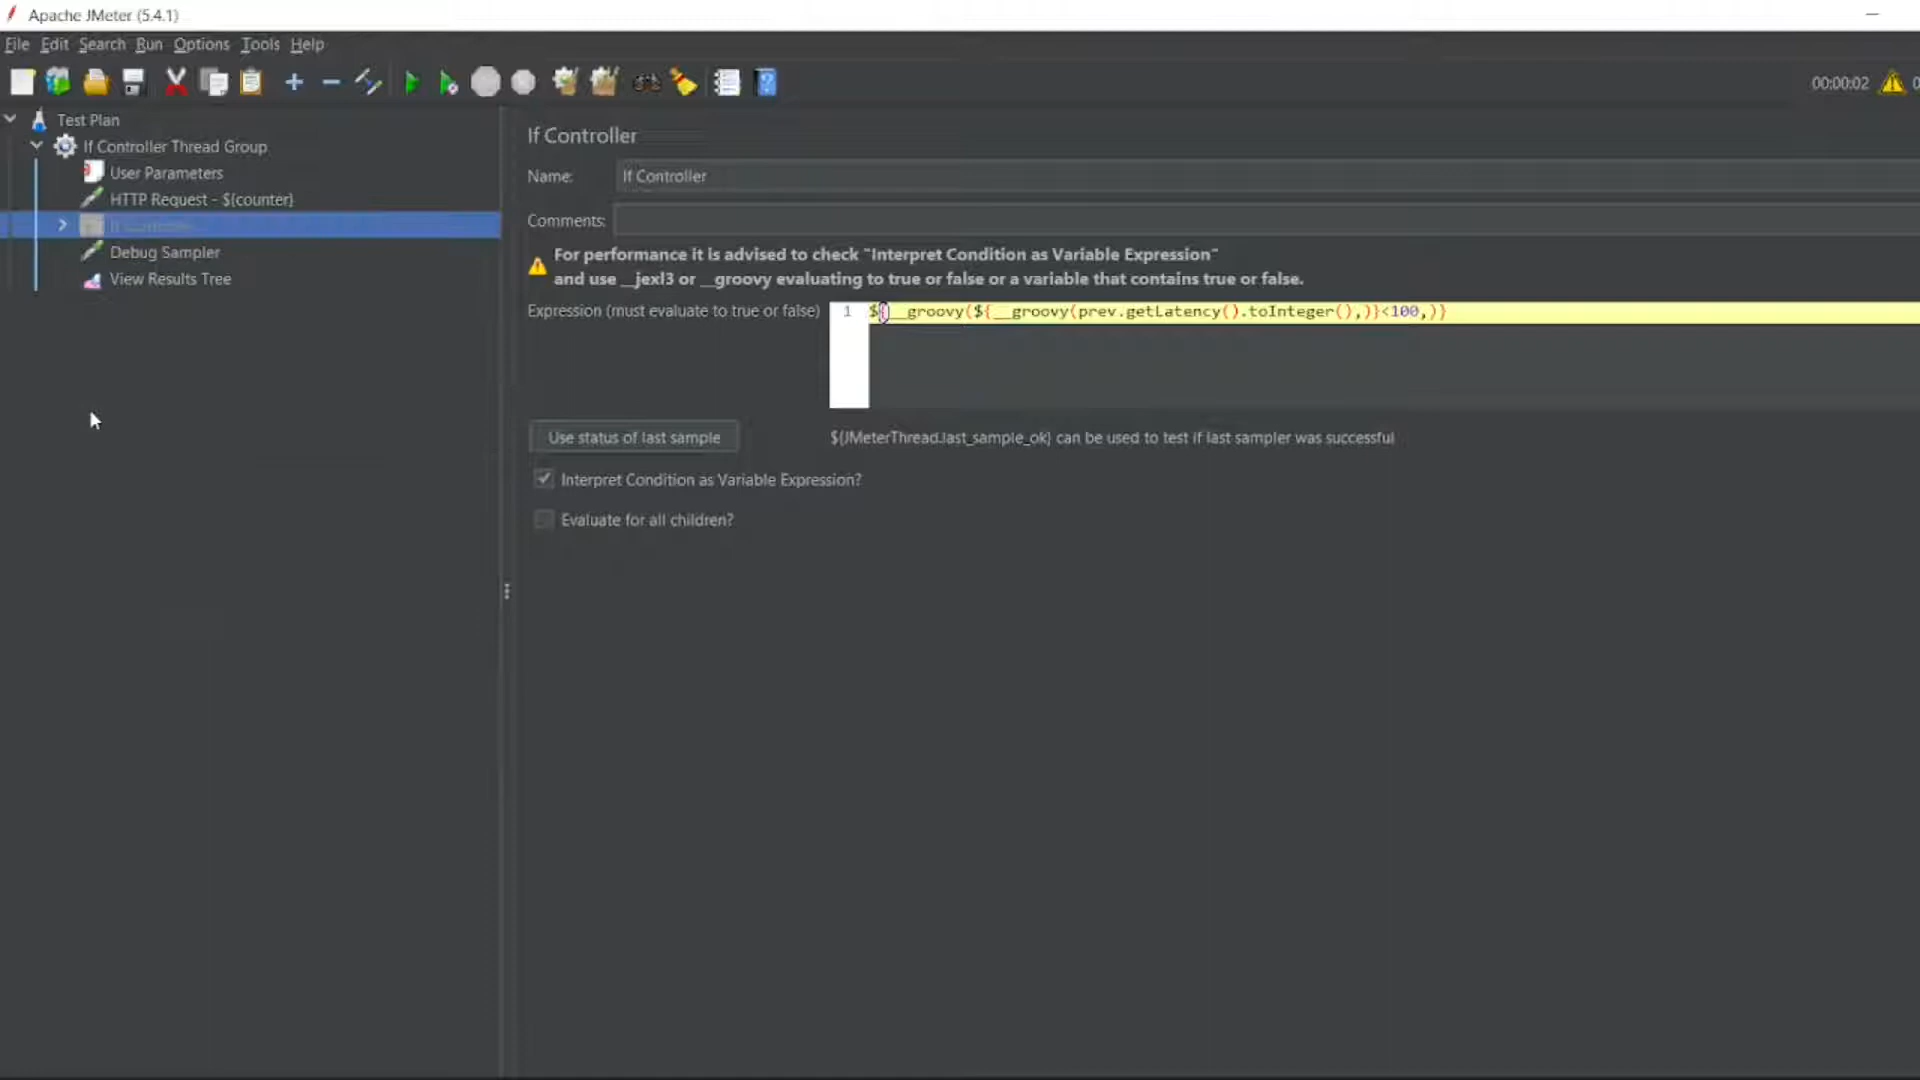 Apache JMeter (5.4.1)
File Edit Search Run Options Tools Help
00:00:02
Test Plan
If Controller Thread Group
User Parameters
HTTP Request - ${counter}
If Controller
Debug Sampler
View Results Tree
If Controller
Name: If Controller
Comments:
For performance it is advised to check "Interpret Condition as Variable Expression"
and use __jexl3 or __groovy evaluating to true or false or a variable that contains true or false.
Expression (must evaluate to true or false)
1 ${__groovy(${__groovy(prev.getLatency().toInteger(),)}<100,)}
Use status of last sample
${JMeterThread.last_sample_ok} can be used to test if last sampler was successful
Interpret Condition as Variable Expression?
Evaluate for all children?